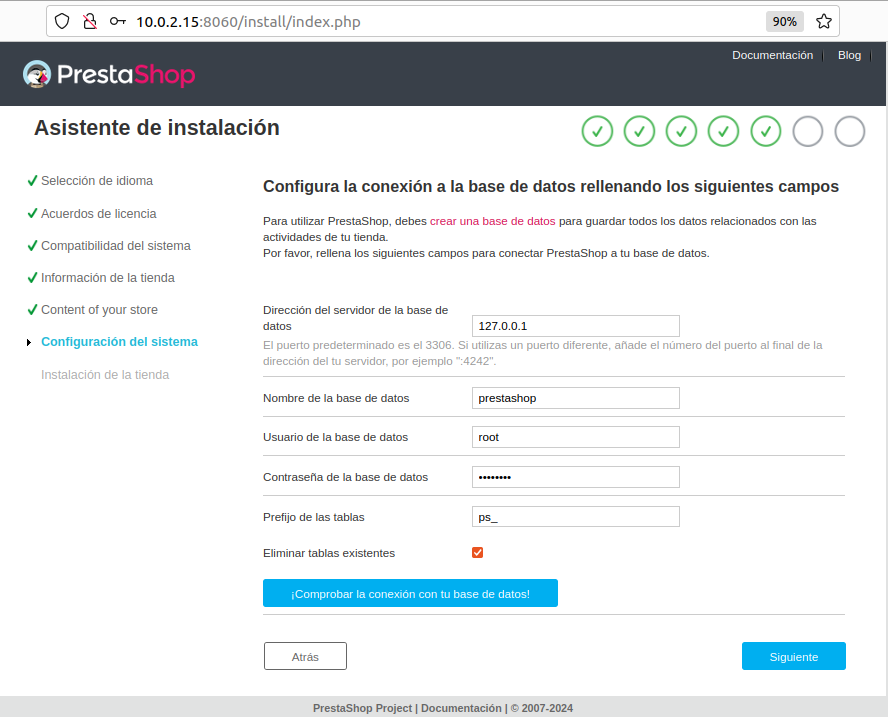 10.0.2.15:8060/install/index.php
90%
Documentación
Blog
PrestaShop
Asistente de instalación
Selección de idioma
Acuerdos de licencia
Compatibilidad del sistema
Información de la tienda
Content of your store
Configuración del sistema
Instalación de la tienda
Configura la conexión a la base de datos rellenando los siguientes campos
Para utilizar PrestaShop, debes crear una base de datos para guardar todos los datos relacionados con las
actividades de tu tienda.
Por favor, rellena los siguientes campos para conectar PrestaShop a tu base de datos.
Dirección del servidor de la base de
datos
127.0.0.1
El puerto predeterminado es el 3306. Si utilizas un puerto diferente, añade el número del puerto al final de la
dirección del tu servidor, por ejemplo ":4242".
Nombre de la base de datos
prestashop
Usuario de la base de datos
root
Contraseña de la base de datos
••••••••
Prefijo de las tablas
ps_
Eliminar tablas existentes
¡Comprobar la conexión con tu base de datos!
Atrás
Siguiente
PrestaShop Project | Documentación | © 2007-2024